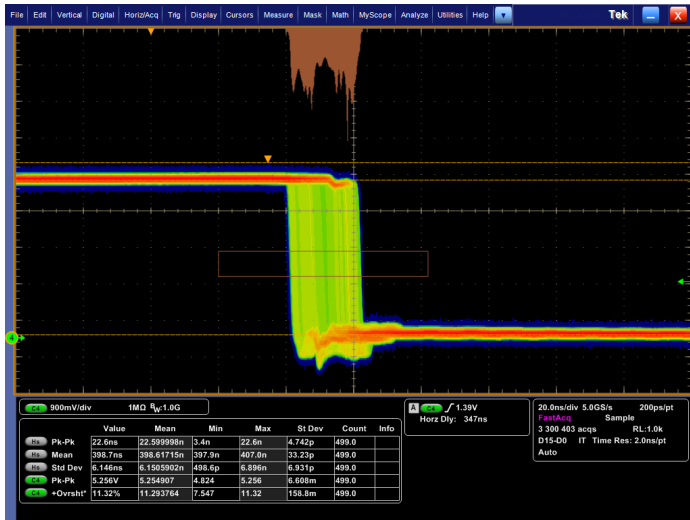 File Edit Vertical Digital Horiz/Acq Trig Display Cursors Measure Mask Math MyScope Analyze Utilities Help Tek X
4
C4 900mV/div 1MΩ BW:1.0G
A C4 1.39V
Horz Dly: 347ns
20.0ns/div 5.0GS/s 200ps/pt
FastAcq Sample
3 300 403 acqs RL:1.0k
D15-D0 IT Time Res: 2.0ns/pt
Auto
Value Mean Min Max St Dev Count Info
Hs Pk-Pk 22.6ns 22.599998n 3.4n 22.6n 4.742p 499.0
Hs Mean 398.7ns 398.61715n 397.9n 407.0n 33.23p 499.0
Hs Std Dev 6.146ns 6.1505902n 498.6p 6.896n 6.931p 499.0
C4 Pk-Pk 5.256V 5.254907 4.824 5.256 6.608m 499.0
C4 +Ovrsht* 11.32% 11.293764 7.547 11.32 158.8m 499.0